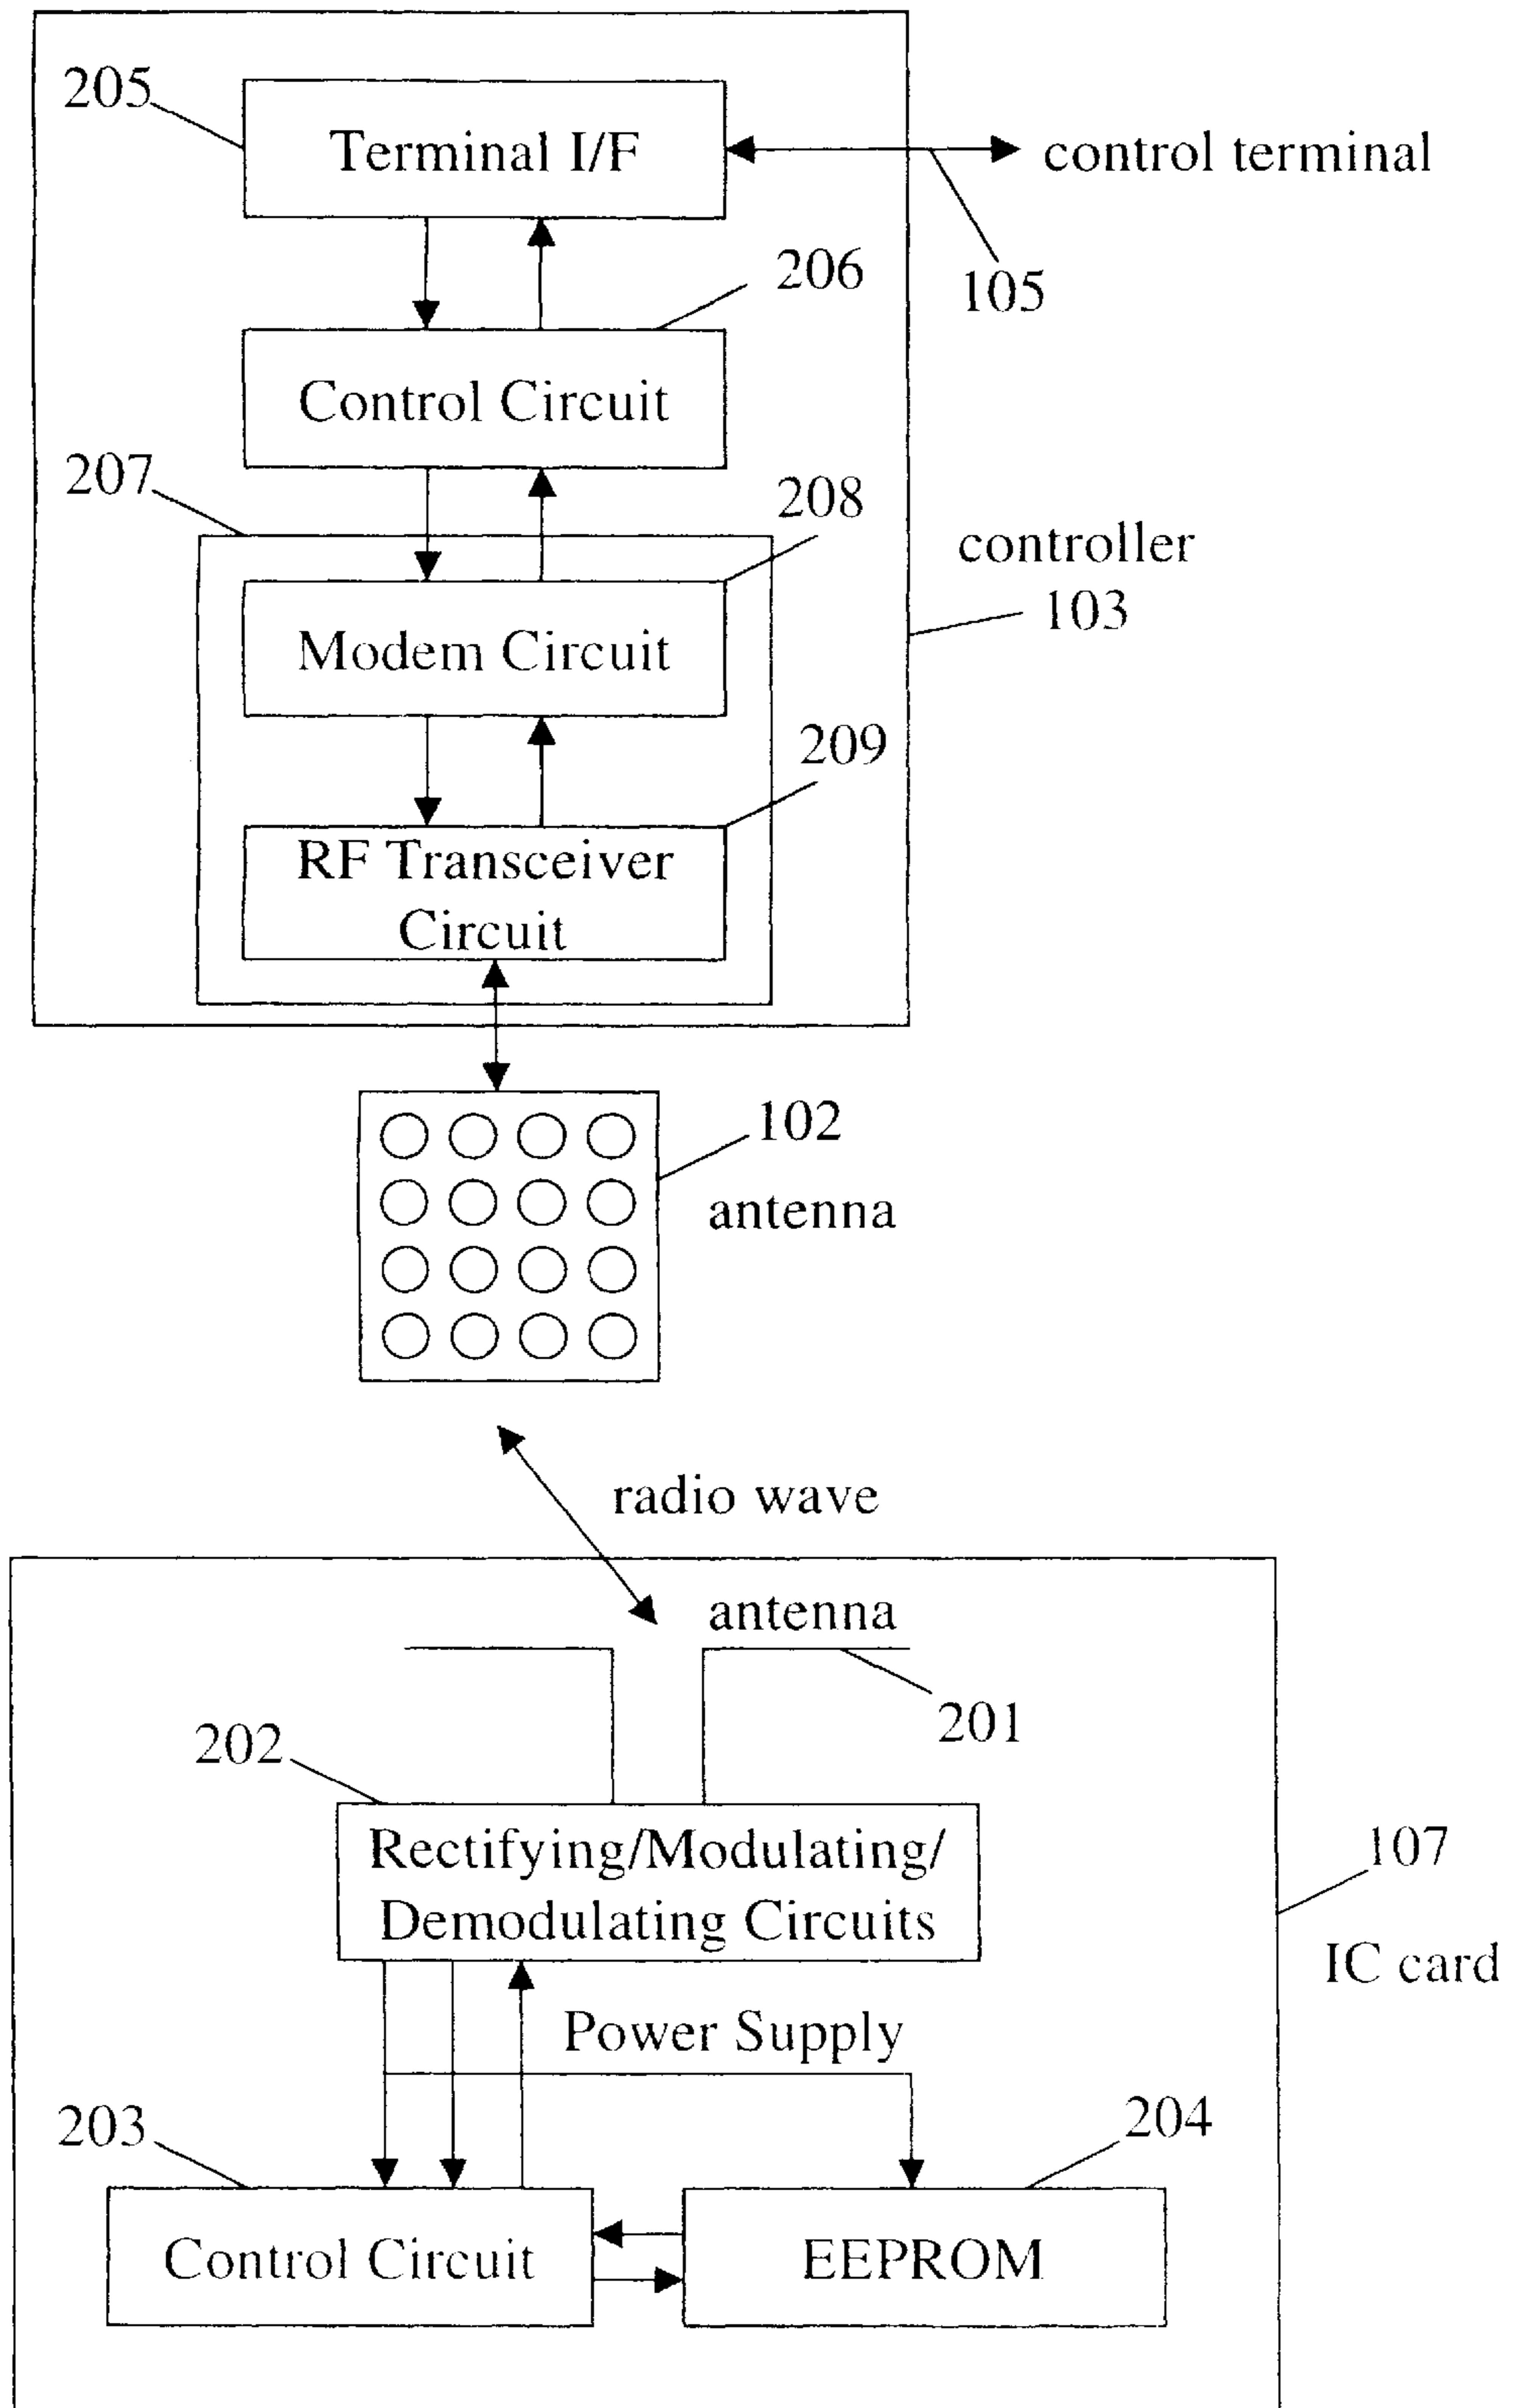 205
Terminal I/F
control terminal
105
206
Control Circuit
207
208
controller
103
Modem Circuit
209
RF Transceiver
Circuit
102
antenna
radio wave
antenna
201
202
Rectifying/Modulating/
Demodulating Circuits
107
IC card
Power Supply
203
204
Control Circuit
EEPROM